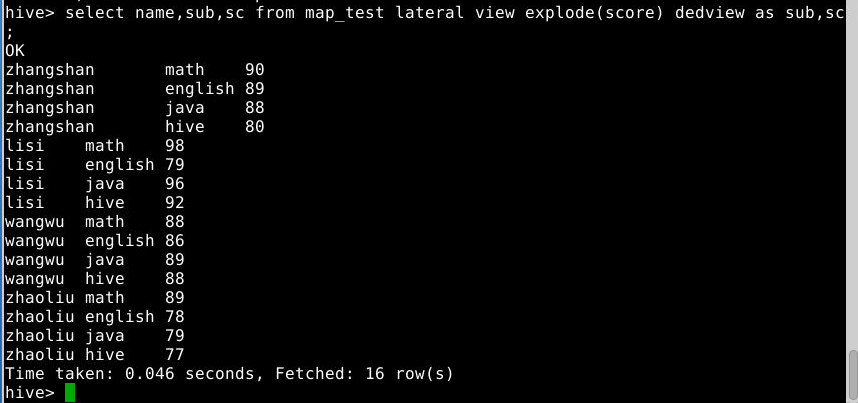 hive> select name,sub,sc from map_test lateral view explode(score) dedview as sub,sc
;
OK
zhangshan       math    90
zhangshan       english 89
zhangshan       java    88
zhangshan       hive    80
lisi    math    98
lisi    english 79
lisi    java    96
lisi    hive    92
wangwu  math    88
wangwu  english 86
wangwu  java    89
wangwu  hive    88
zhaoliu math    89
zhaoliu english 78
zhaoliu java    79
zhaoliu hive    77
Time taken: 0.046 seconds, Fetched: 16 row(s)
hive>